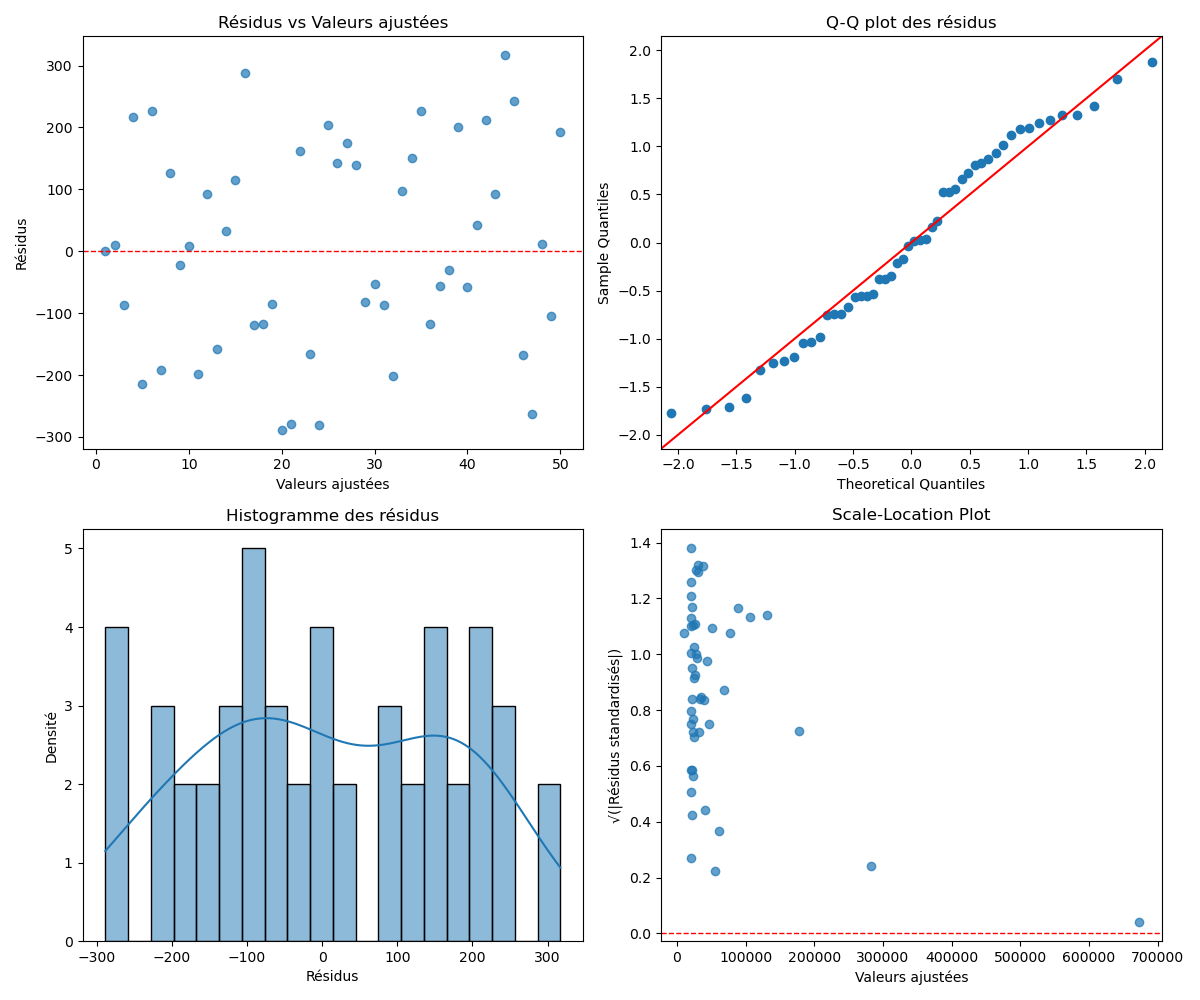 Résidus vs Valeurs ajustées
300
200
100
0
−100
−200
−300
Résidus
0 10 20 30 40 50
Valeurs ajustées
Q-Q plot des résidus
2.0
1.5
1.0
0.5
0.0
−0.5
−1.0
−1.5
−2.0
Sample Quantiles
−2.0 −1.5 −1.0 −0.5 0.0 0.5 1.0 1.5 2.0
Theoretical Quantiles
Histogramme des résidus
5
4
3
2
1
0
Densité
−300 −200 −100 0 100 200 300
Résidus
Scale-Location Plot
1.4
1.2
1.0
0.8
0.6
0.4
0.2
0.0
√(|Résidus standardisés|)
0 100000 200000 300000 400000 500000 600000 700000
Valeurs ajustées